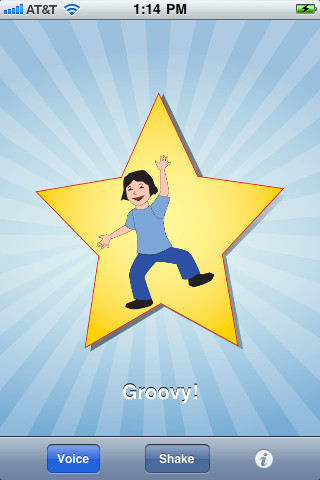 AT&T 1:14 PM
Groovy!
Voice Shake